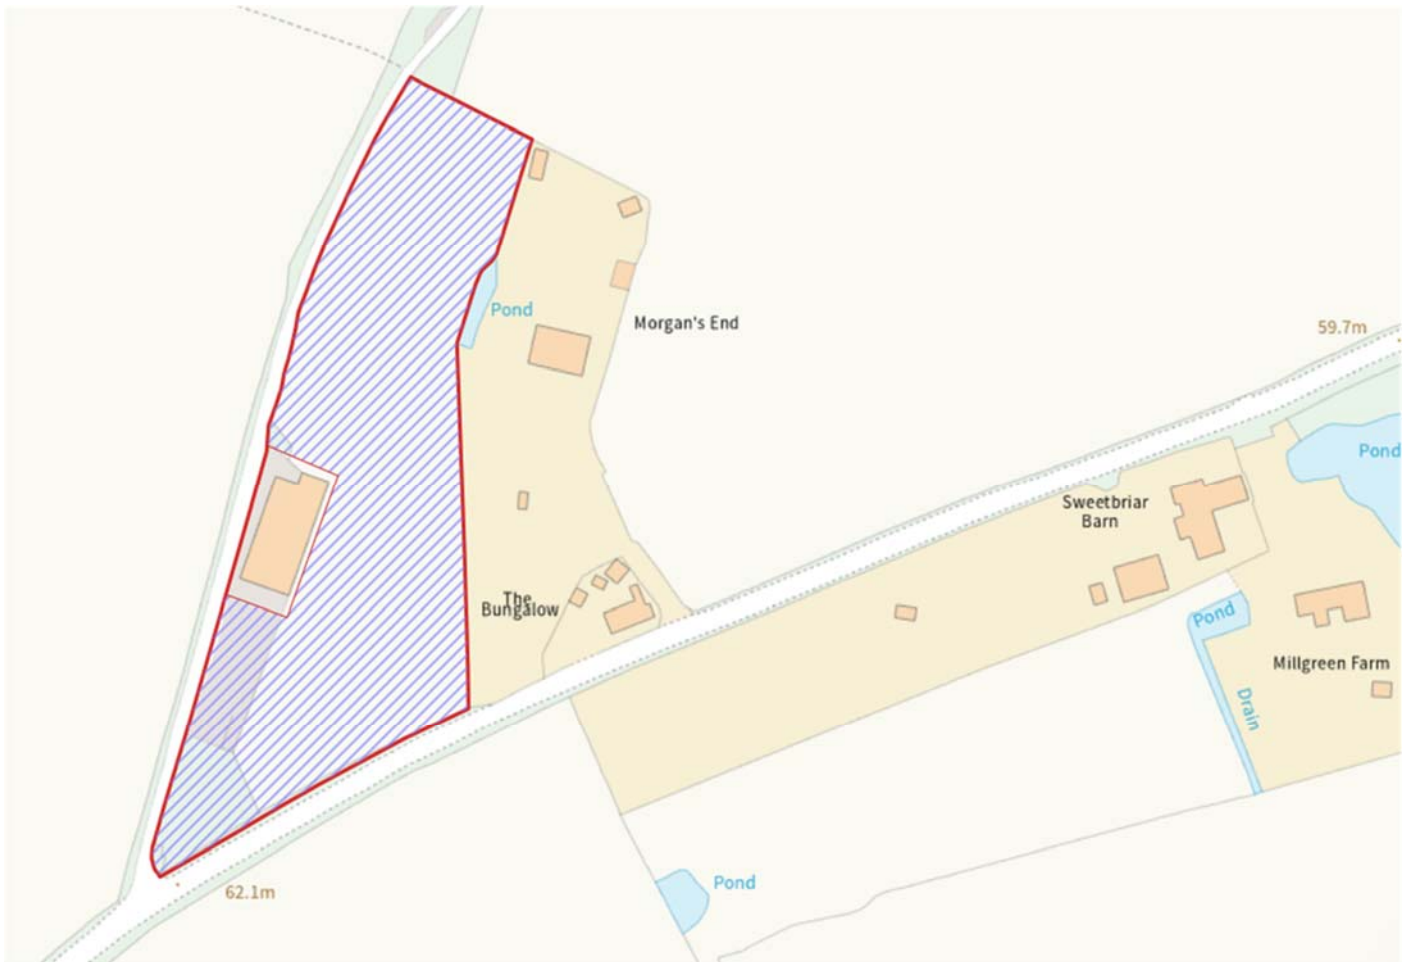 Pond
Morgan's End
59.7m
Pond
Sweetbriar
Barn
The
Bungalow
Pond
Millgreen Farm
Drain
Pond
62.1m